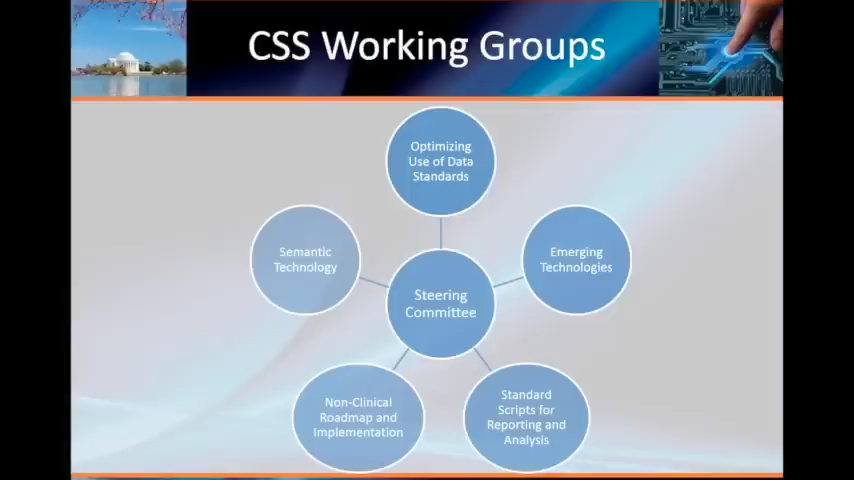 CSS Working Groups
Optimizing
Use of Data
Standards
Semantic
Technology
Emerging
Technologies
Steering
Committee
Non-Clinical
Roadmap and
Implementation
Standard
Scripts for
Reporting and
Analysis